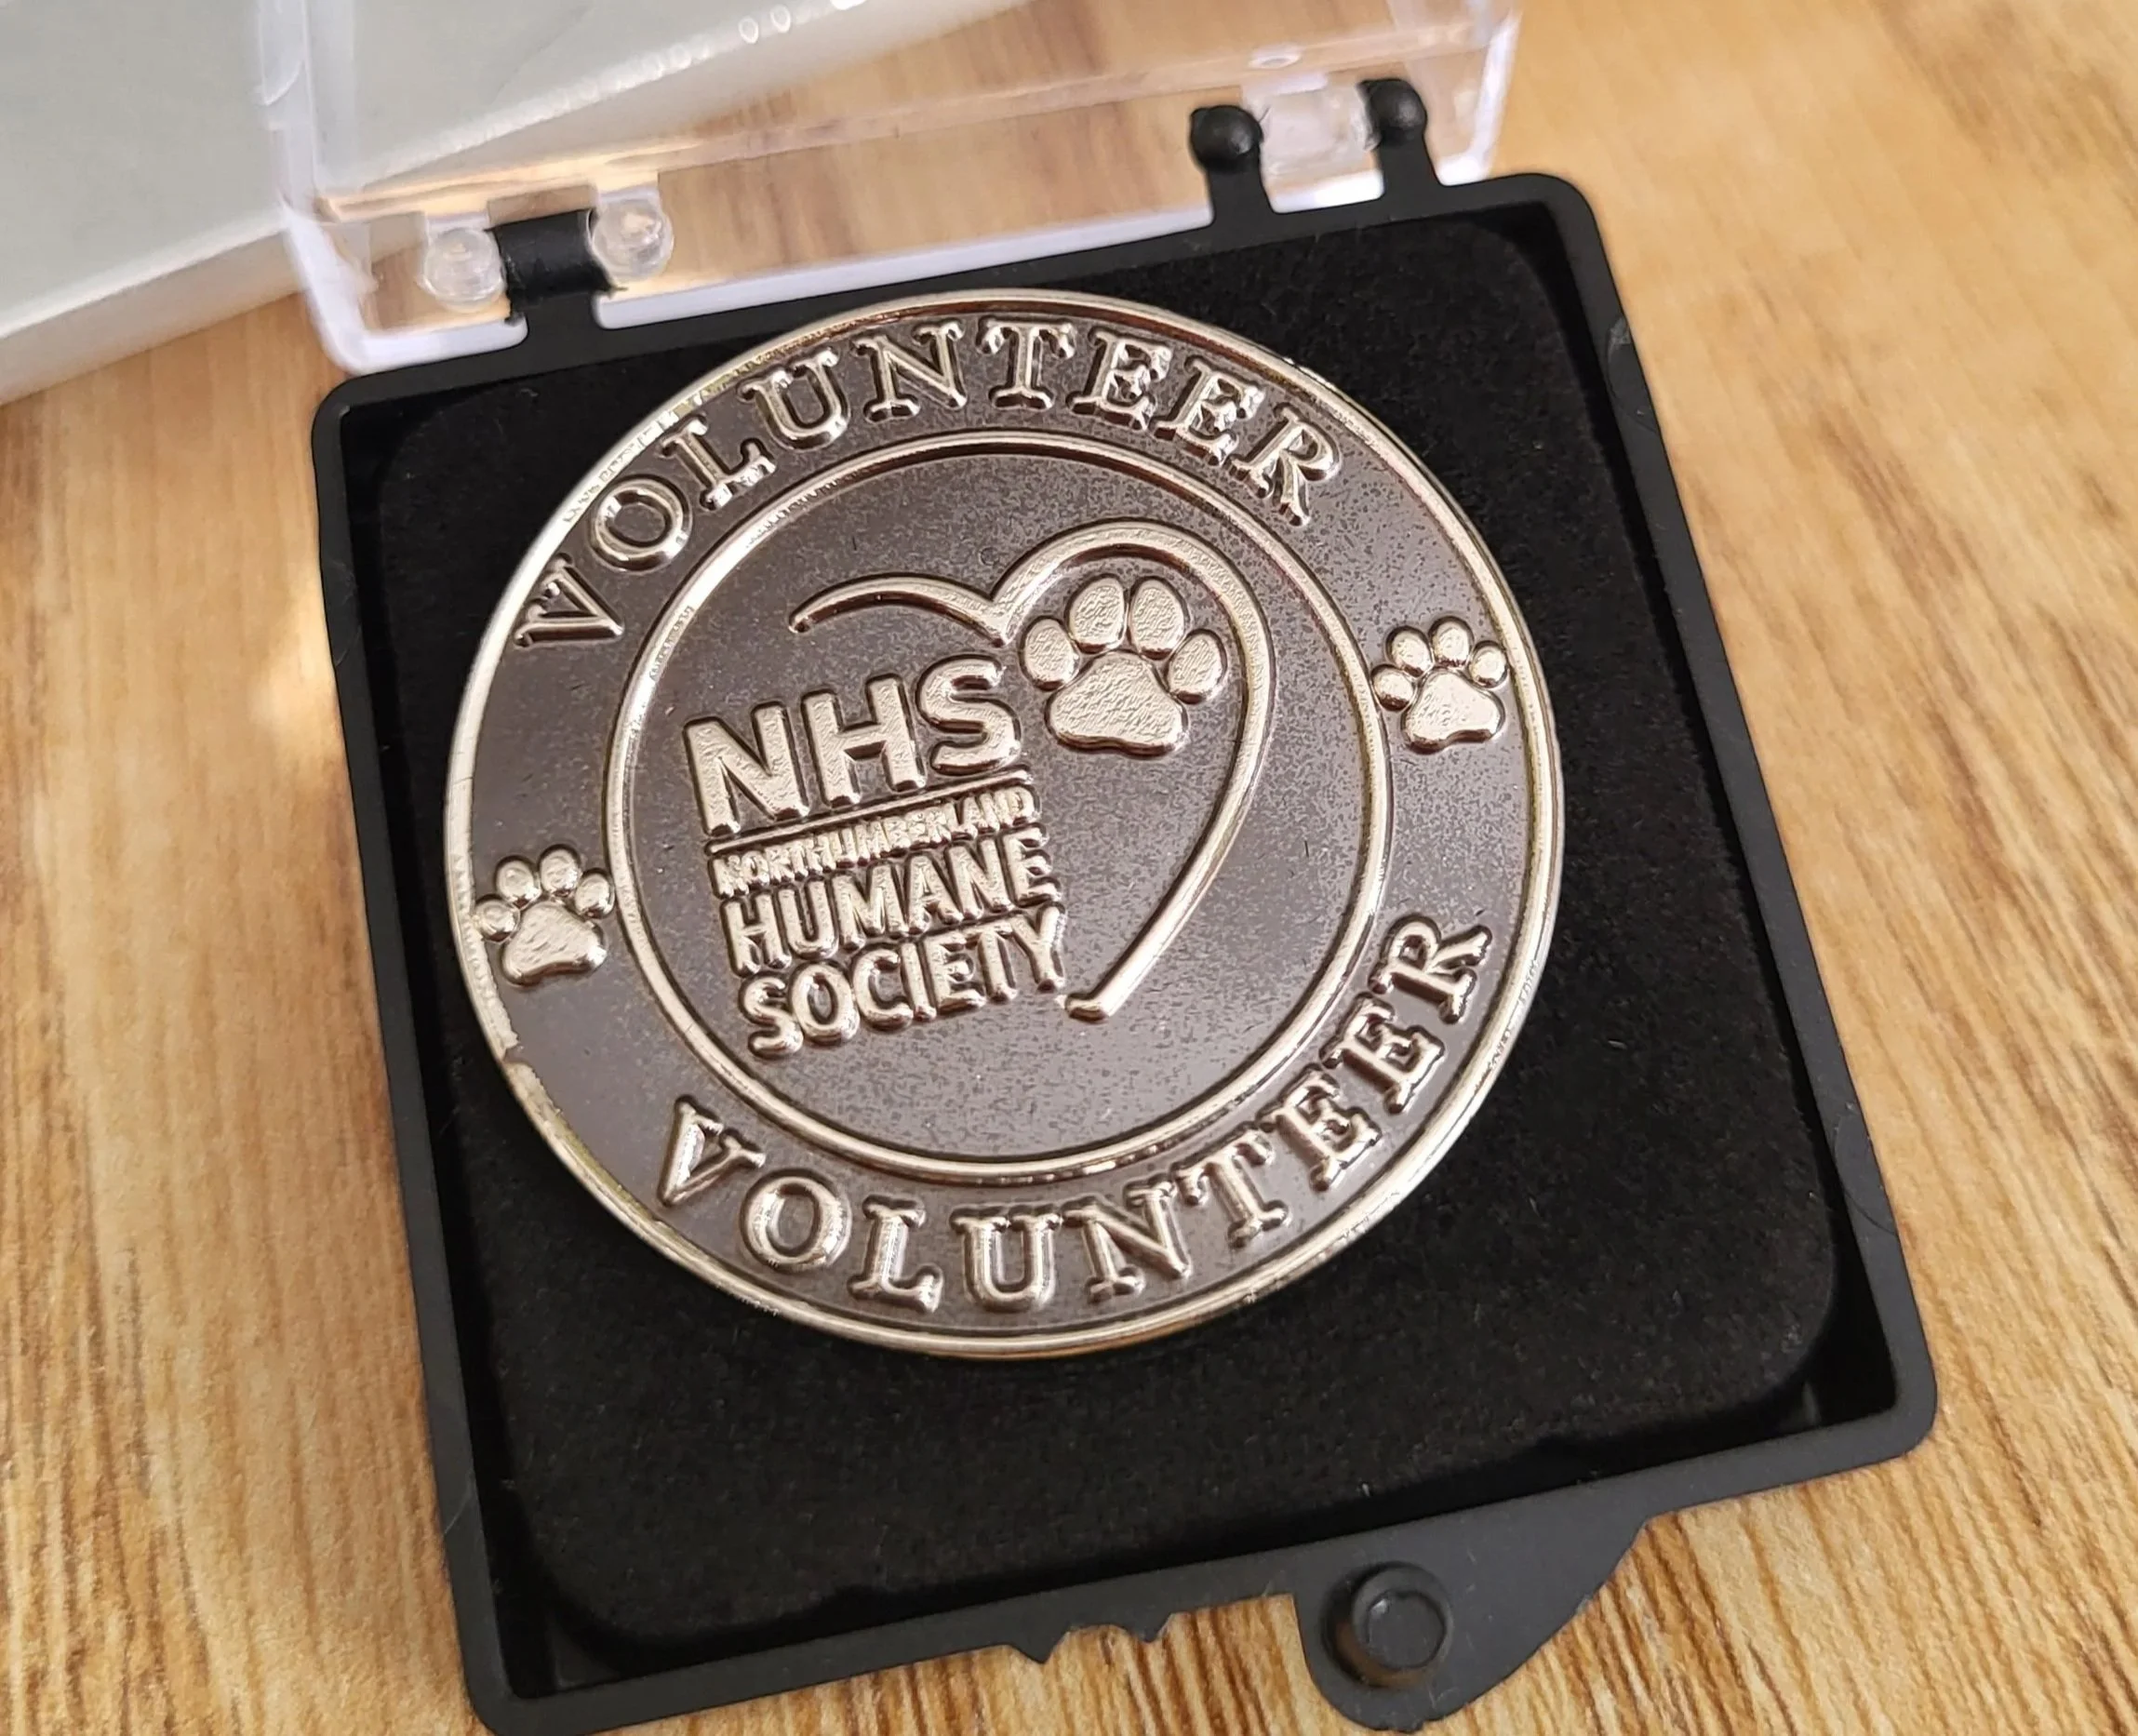 VOLUNTEER
NHS
NORTHUMBERLAND
HUMANE
SOCIETY
VOLUNTEER